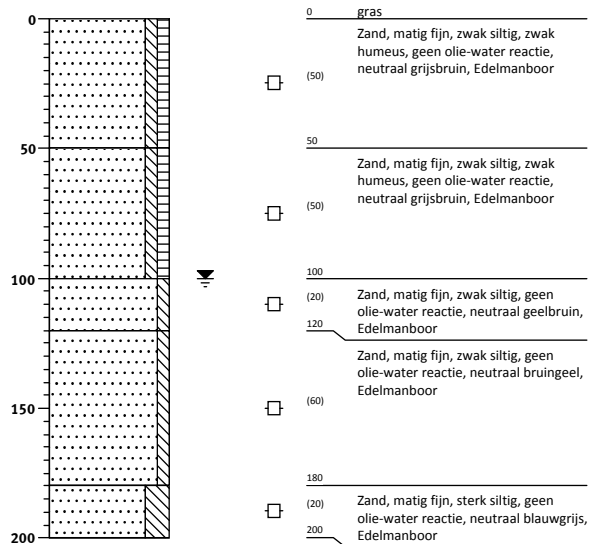 0
50
100
150
200
0
gras
Zand, matig fijn, zwak siltig, zwak
humeus, geen olie-water reactie,
neutraal grijsbruin, Edelmanboor
(50)
50
Zand, matig fijn, zwak siltig, zwak
humeus, geen olie-water reactie,
neutraal grijsbruin, Edelmanboor
(50)
100
Zand, matig fijn, zwak siltig, geen
olie-water reactie, neutraal geelbruin,
Edelmanboor
(20)
120
Zand, matig fijn, zwak siltig, geen
olie-water reactie, neutraal bruingeel,
Edelmanboor
(60)
180
Zand, matig fijn, sterk siltig, geen
olie-water reactie, neutraal blauwgrijs,
Edelmanboor
(20)
200